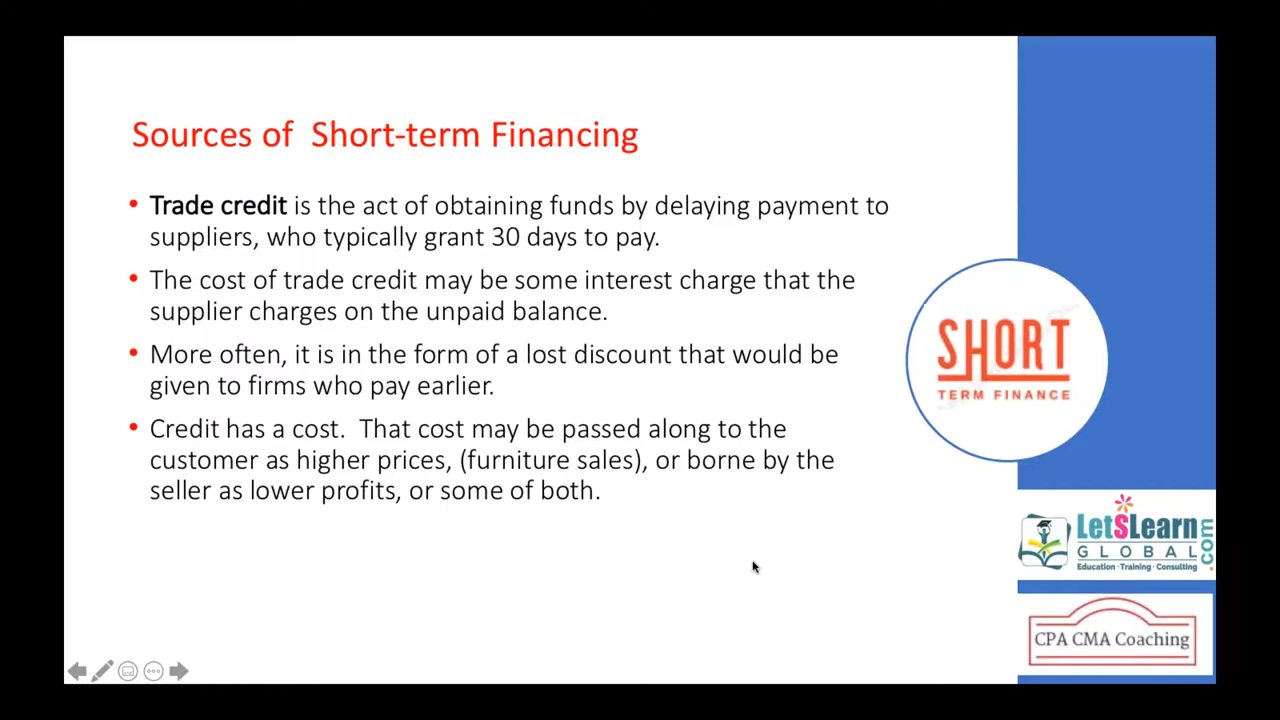 Sources of  Short-term Financing
• Trade credit is the act of obtaining funds by delaying payment to
suppliers, who typically grant 30 days to pay.
• The cost of trade credit may be some interest charge that the
supplier charges on the unpaid balance.
• More often, it is in the form of a lost discount that would be
given to firms who pay earlier.
• Credit has a cost.  That cost may be passed along to the
customer as higher prices, (furniture sales), or borne by the
seller as lower profits, or some of both.
SHORT
TERM FINANCE
LetSLearn
GLOBAL
.com
Education · Training · Consulting
CPA CMA Coaching